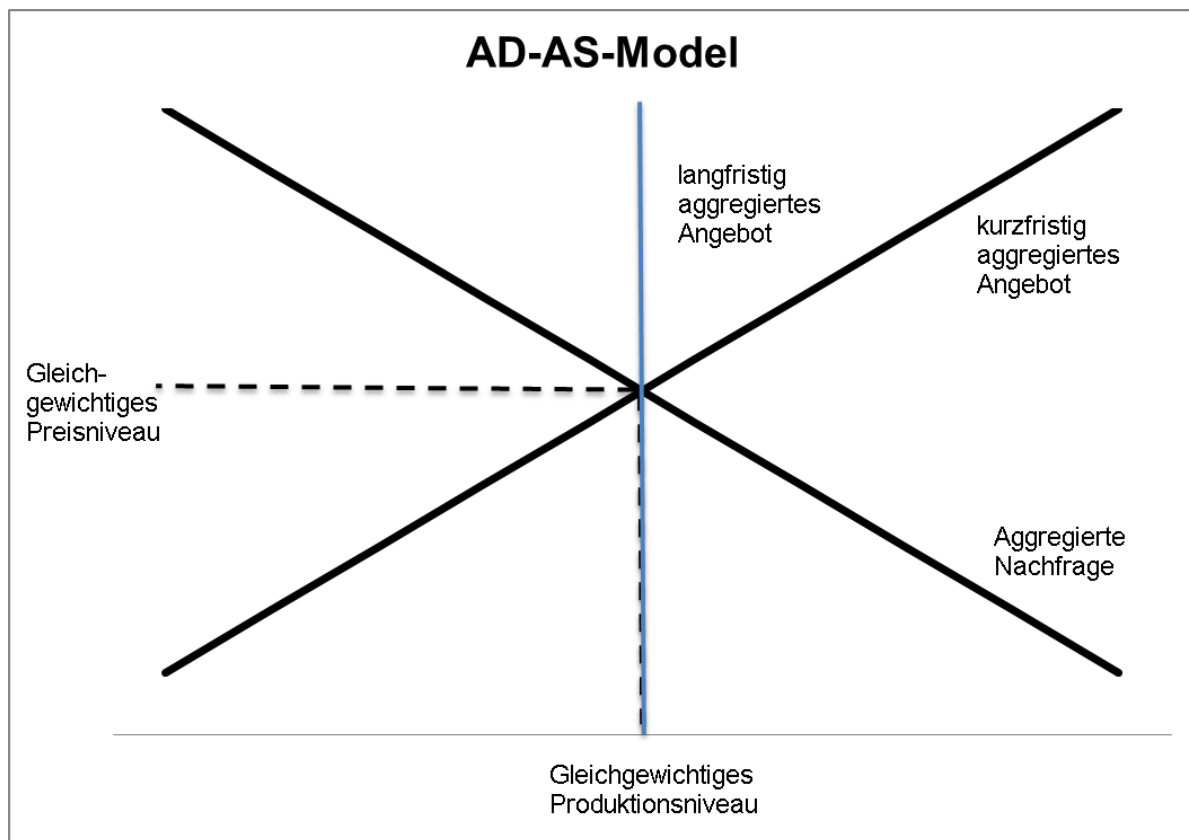 AD-AS-Model
langfristig
aggregiertes
Angebot
kurzfristig
aggregiertes
Angebot
Gleich-
gewichtiges
Preisniveau
Aggregierte
Nachfrage
Gleichgewichtiges
Produktionsniveau